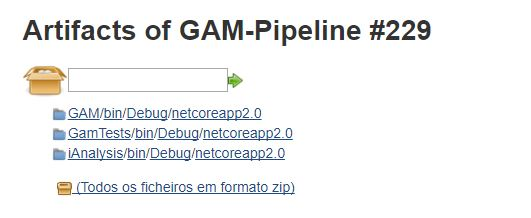 Artifacts of GAM-Pipeline #229
GAM/bin/Debug/netcoreapp2.0
GamTests/bin/Debug/netcoreapp2.0
iAnalysis/bin/Debug/netcoreapp2.0
(Todos os ficheiros em formato zip)